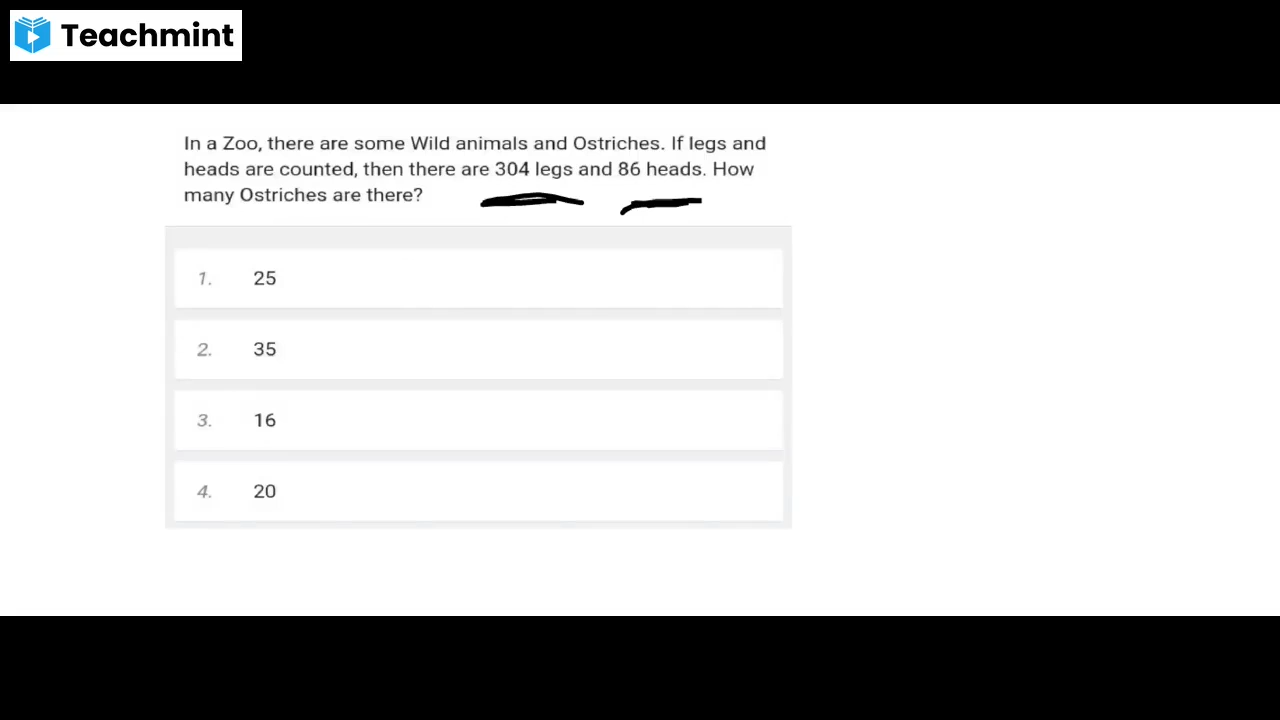 Teachmint
In a Zoo, there are some Wild animals and Ostriches. If legs and
heads are counted, then there are 304 legs and 86 heads. How
many Ostriches are there?
1. 25
2. 35
3. 16
4. 20